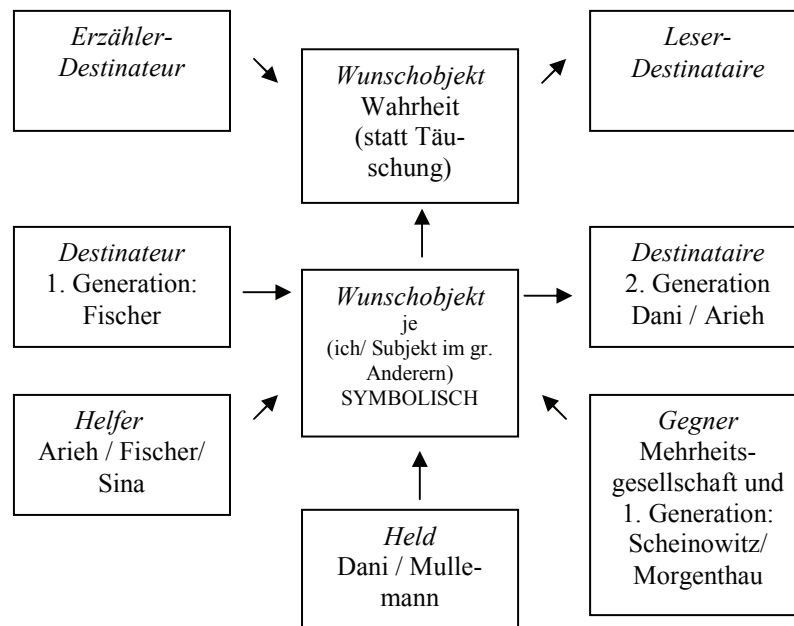 Erzähler-
Destinateur
Wunschobjekt
Wahrheit
(statt Täu-
schung)
Leser-
Destinataire
Destinateur
1. Generation:
Fischer
Wunschobjekt
je
(ich/ Subjekt im gr.
Anderern)
SYMBOLISCH
Destinataire
2. Generation
Dani / Arieh
Helfer
Arieh / Fischer/
Sina
Held
Dani / Mulle-
mann
Gegner
Mehrheits-
gesellschaft und
1. Generation:
Scheinowitz/
Morgenthau